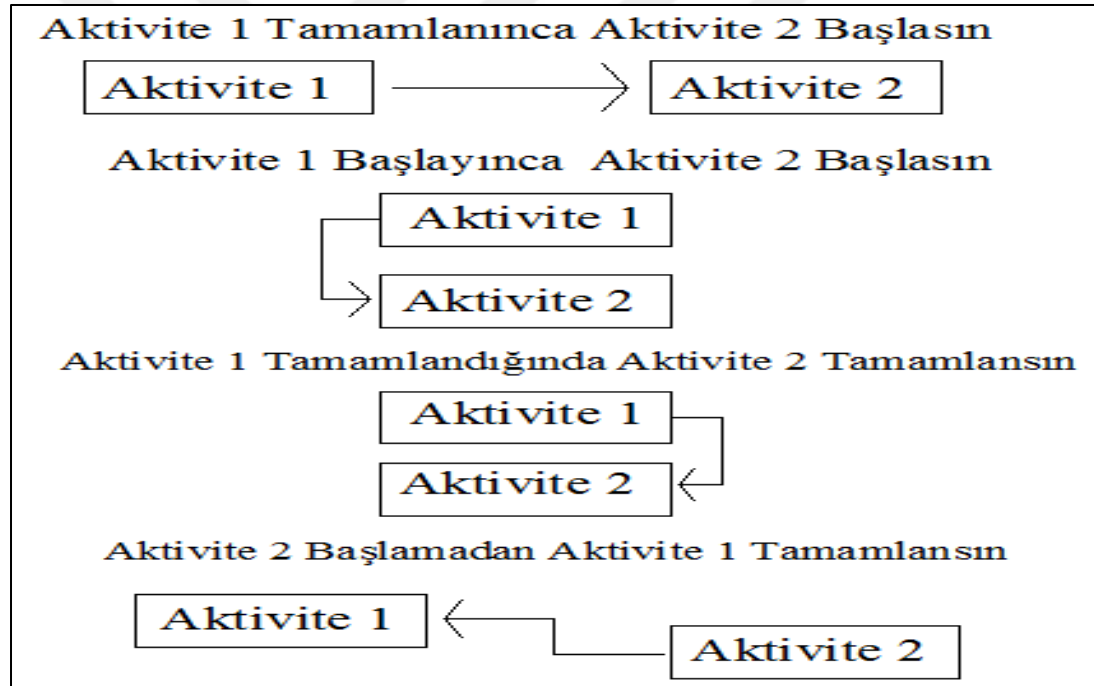 Aktivite 1 Tamamlanınca Aktivite 2 Başlasın
Aktivite 1 Aktivite 2
Aktivite 1 Başlayınca Aktivite 2 Başlasın
Aktivite 1
Aktivite 2
Aktivite 1 Tamamlandığında Aktivite 2 Tamamlansın
Aktivite 1
Aktivite 2
Aktivite 2 Başlamadan Aktivite 1 Tamamlansın
Aktivite 1
Aktivite 2